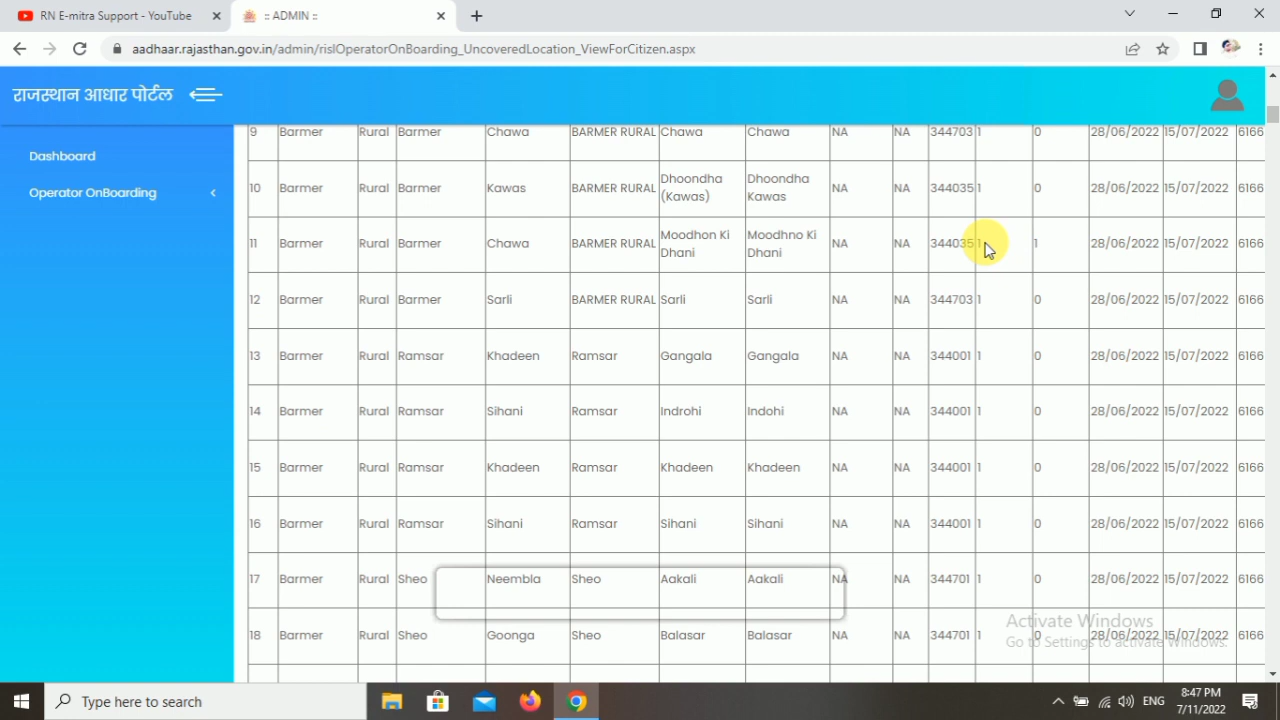 RN E-mitra Support - YouTube
:: ADMIN ::
aadhaar.rajasthan.gov.in/admin/rislOperatorOnBoarding_UncoveredLocation_ViewForCitizen.aspx
राजस्थान आधार पोर्टल
Dashboard
Operator OnBoarding
9 Barmer Rural Barmer Chawa BARMER RURAL Chawa Chawa NA NA 344703 1 0 28/06/2022 15/07/2022 6166
10 Barmer Rural Barmer Kawas BARMER RURAL Dhoondha (Kawas) Dhoondha Kawas NA NA 344035 1 0 28/06/2022 15/07/2022 6166
11 Barmer Rural Barmer Chawa BARMER RURAL Moodhon Ki Dhani Moodhno Ki Dhani NA NA 344035 1 1 28/06/2022 15/07/2022 6166
12 Barmer Rural Barmer Sarli BARMER RURAL Sarli Sarli NA NA 344703 1 0 28/06/2022 15/07/2022 6166
13 Barmer Rural Ramsar Khadeen Ramsar Gangala Gangala NA NA 344001 1 0 28/06/2022 15/07/2022 6166
14 Barmer Rural Ramsar Sihani Ramsar Indrohi Indohi NA NA 344001 1 0 28/06/2022 15/07/2022 6166
15 Barmer Rural Ramsar Khadeen Ramsar Khadeen Khadeen NA NA 344001 1 0 28/06/2022 15/07/2022 6166
16 Barmer Rural Ramsar Sihani Ramsar Sihani Sihani NA NA 344001 1 0 28/06/2022 15/07/2022 6166
17 Barmer Rural Sheo Neembla Sheo Aakali Aakali NA NA 344701 1 0 28/06/2022 15/07/2022 6166
18 Barmer Rural Sheo Goonga Sheo Balasar Balasar NA NA 344701 1 0 28/06/2022 15/07/2022 6166
Activate Windows
Go to Settings to activate Windows.
Type here to search
ENG
8:47 PM
7/11/2022